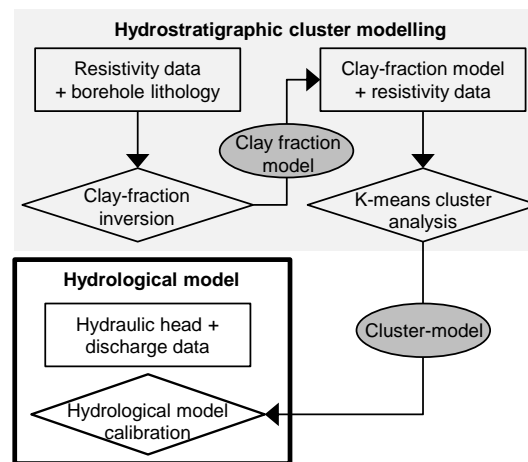 Hydrostratigraphic cluster modelling
Resistivity data
+ borehole lithology
Clay-fraction
inversion
Clay fraction
model
Clay-fraction model
+ resistivity data
K-means cluster
analysis
Cluster-model
Hydrological model
Hydraulic head +
discharge data
Hydrological model
calibration